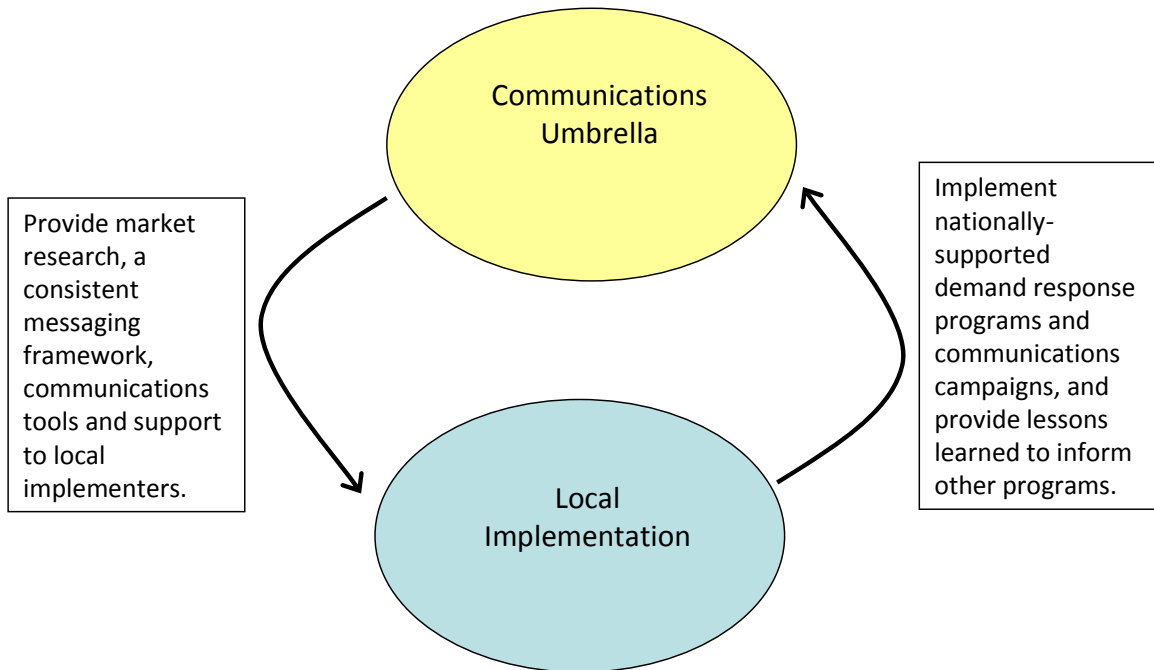 Communications
Umbrella
Provide market
research, a
consistent
messaging
framework,
communications
tools and support
to local
implementers.
Implement
nationally-
supported
demand response
programs and
communications
campaigns, and
provide lessons
learned to inform
other programs.
Local
Implementation